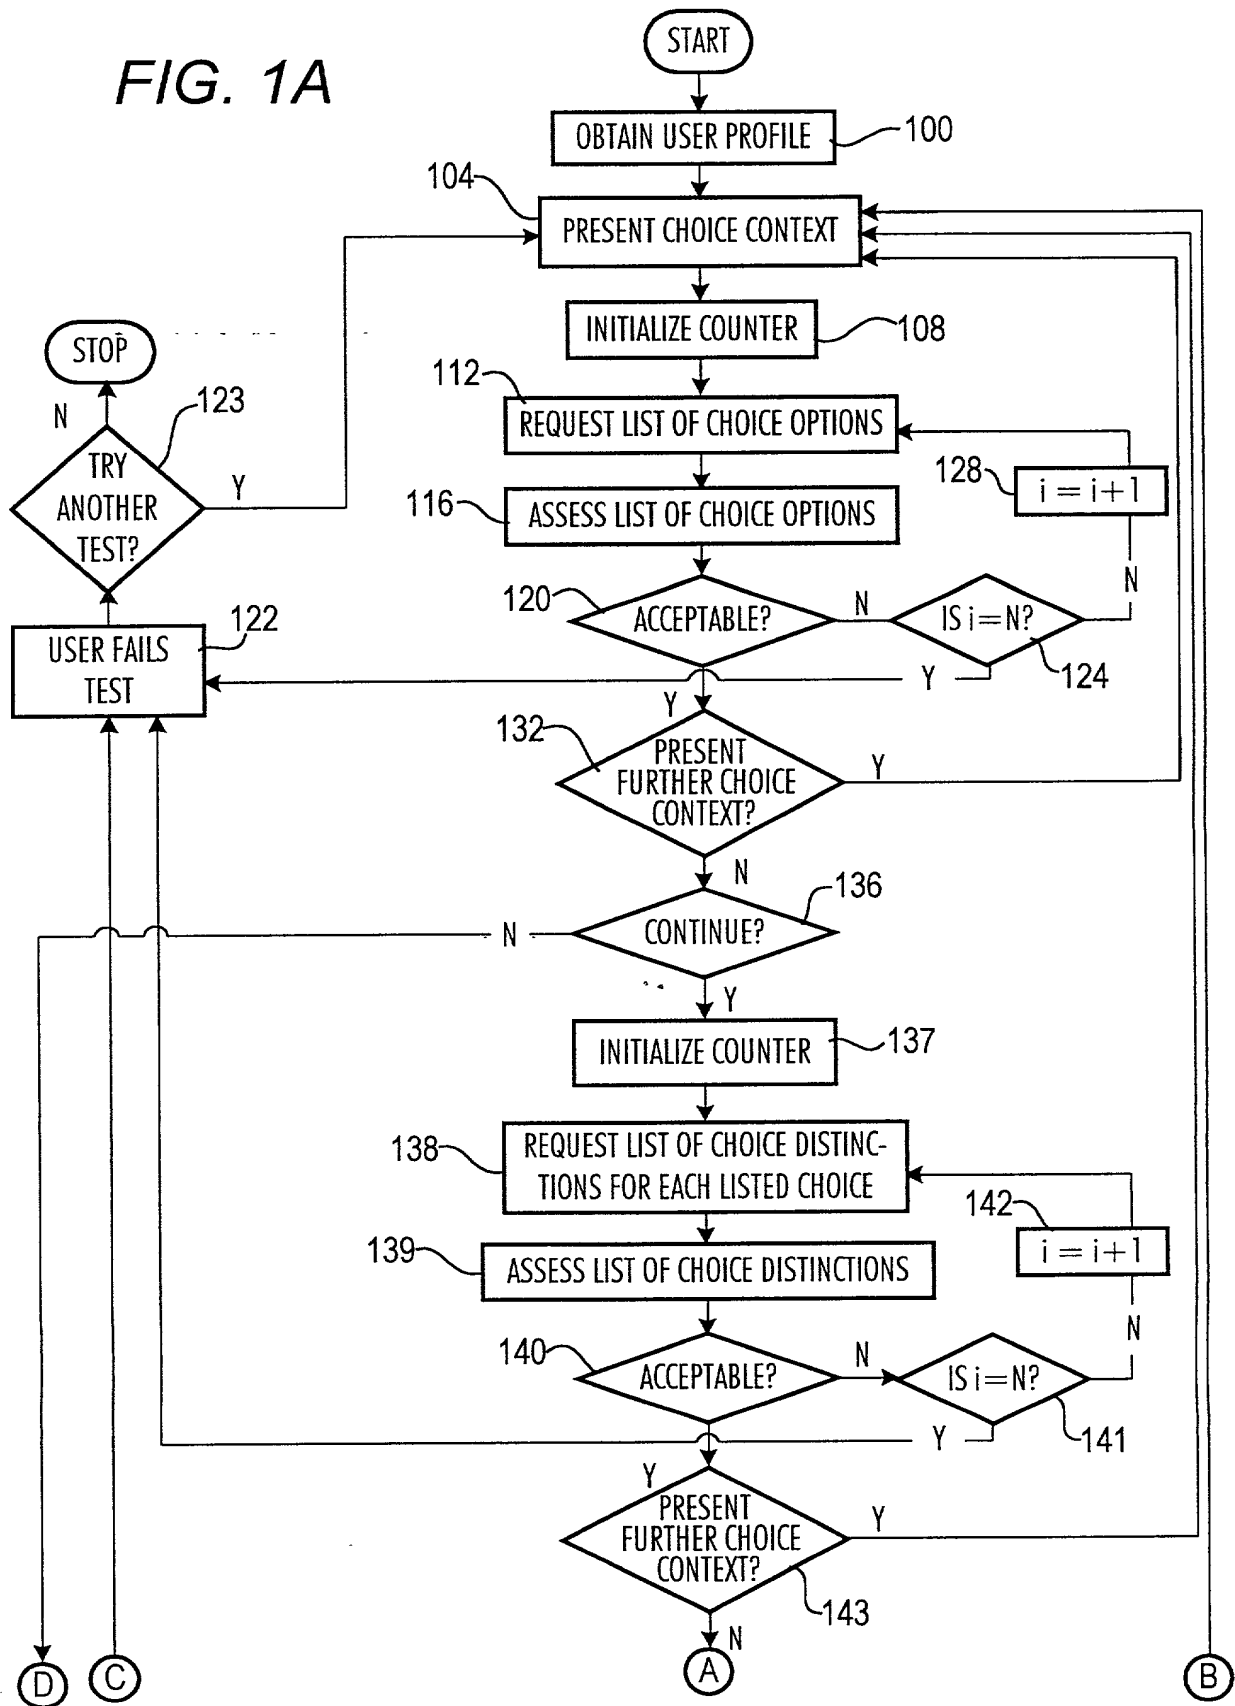 FIG. 1A
START
OBTAIN USER PROFILE
100
104
PRESENT CHOICE CONTEXT
INITIALIZE COUNTER
108
STOP
N
123
TRY
ANOTHER
TEST?
Y
112
REQUEST LIST OF CHOICE OPTIONS
128
i = i+1
116
ASSESS LIST OF CHOICE OPTIONS
N
120
ACCEPTABLE?
N
IS i=N?
124
Y
122
USER FAILS
TEST
Y
132
PRESENT
FURTHER CHOICE
CONTEXT?
Y
N
136
CONTINUE?
N
Y
INITIALIZE COUNTER
137
138
REQUEST LIST OF CHOICE DISTINC-
TIONS FOR EACH LISTED CHOICE
142
i = i+1
139
ASSESS LIST OF CHOICE DISTINCTIONS
N
140
ACCEPTABLE?
N
IS i=N?
141
Y
Y
PRESENT
FURTHER CHOICE
CONTEXT?
Y
143
N
D
C
A
B